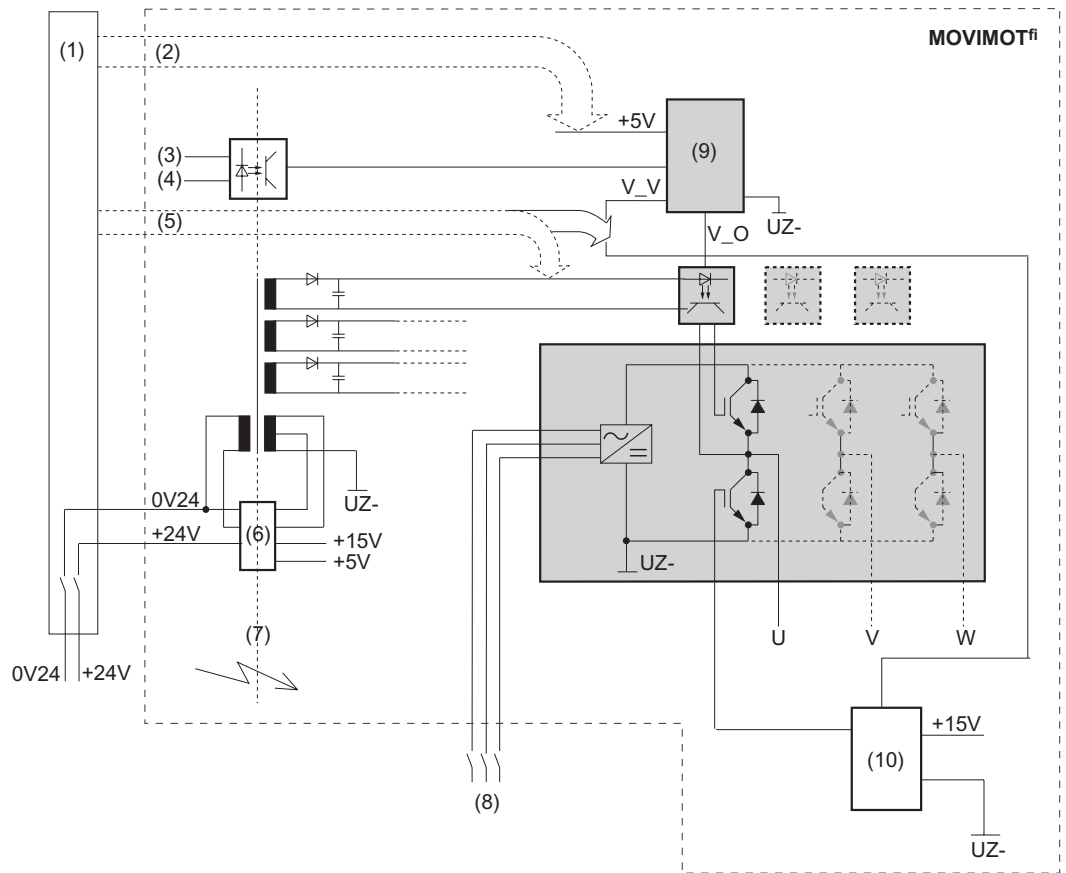 (1)
(2)
MOVIMOTfi
+5V
(9)
(3)
(4)
V_V
(5)
V_O
UZ-
0V24
UZ-
+24V
(6)
+15V
+5V
UZ-
(7)
U
V
W
0V24
+24V
+15V
(10)
(8)
UZ-